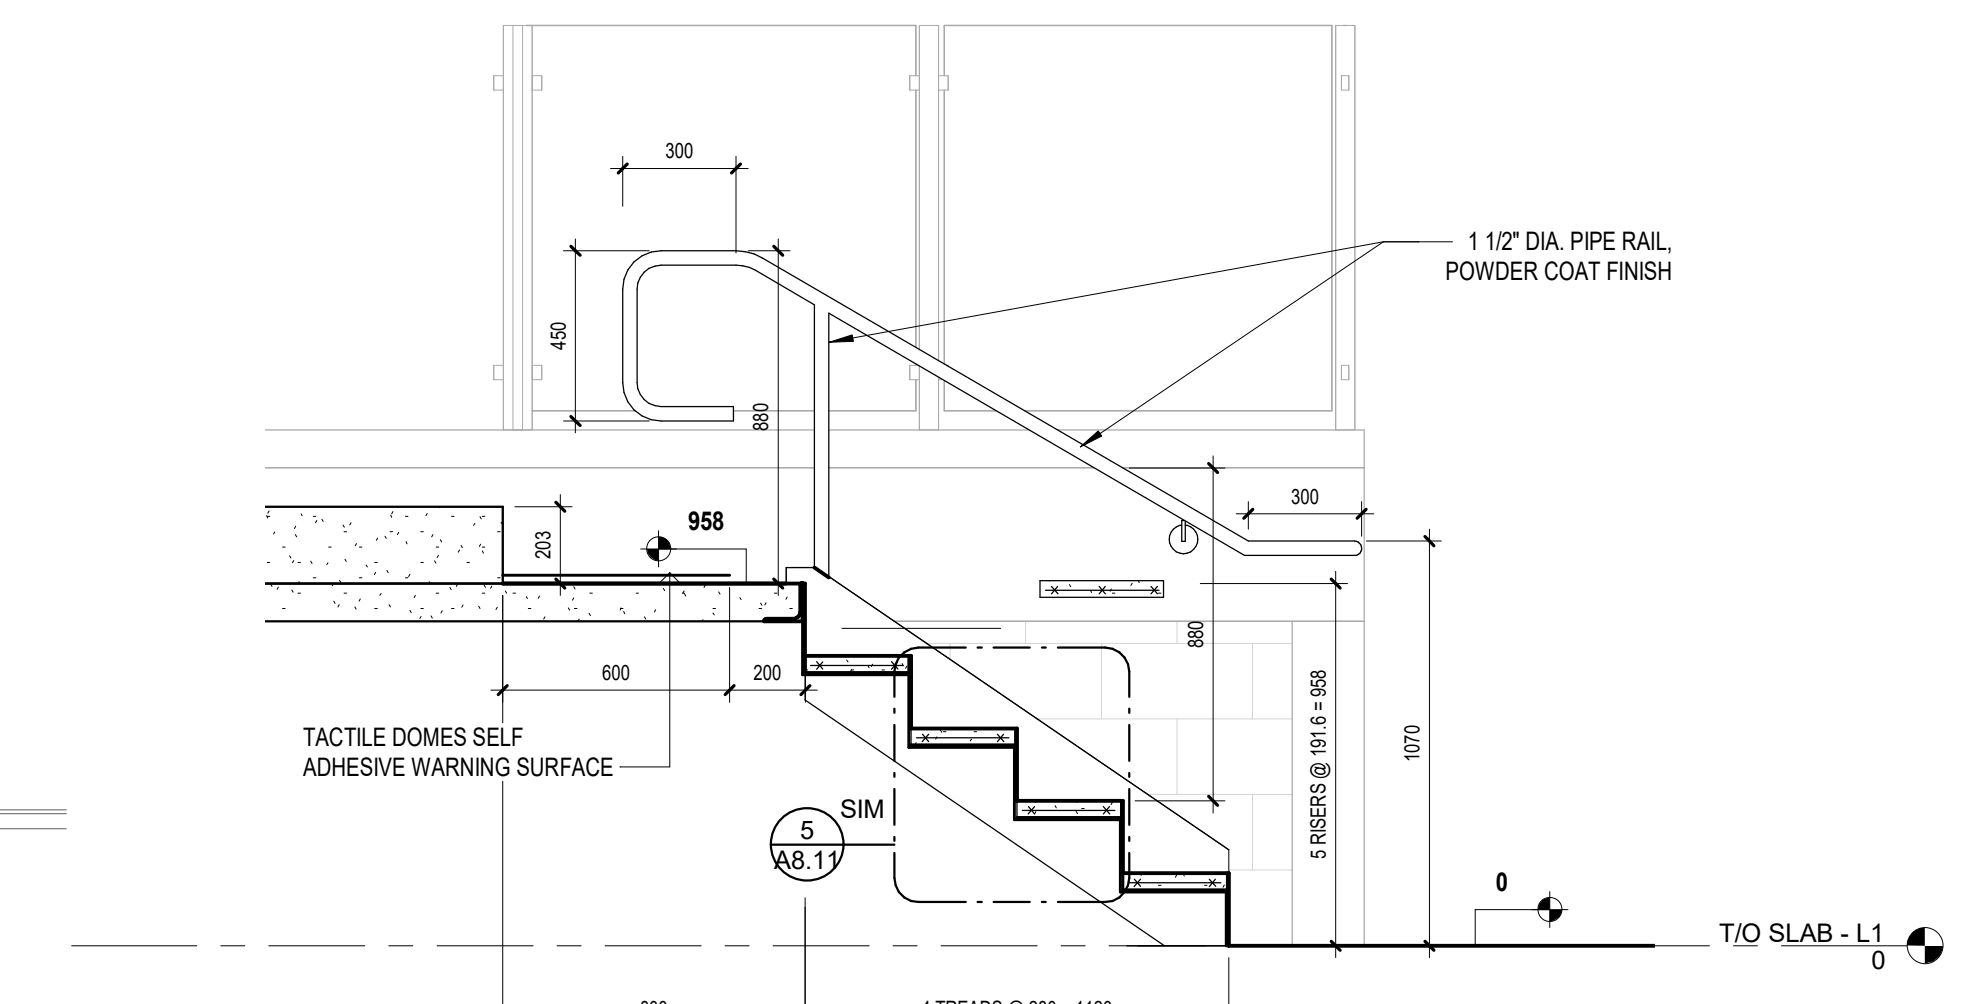 300
1 1/2" DIA. PIPE RAIL,
POWDER COAT FINISH
450
880
300
958
203
880
600
200
5 RISERS @ 191.6 = 958
1070
TACTILE DOMES SELF
ADHESIVE WARNING SURFACE
SIM
5
A8.11
0
T/O SLAB - L1
0